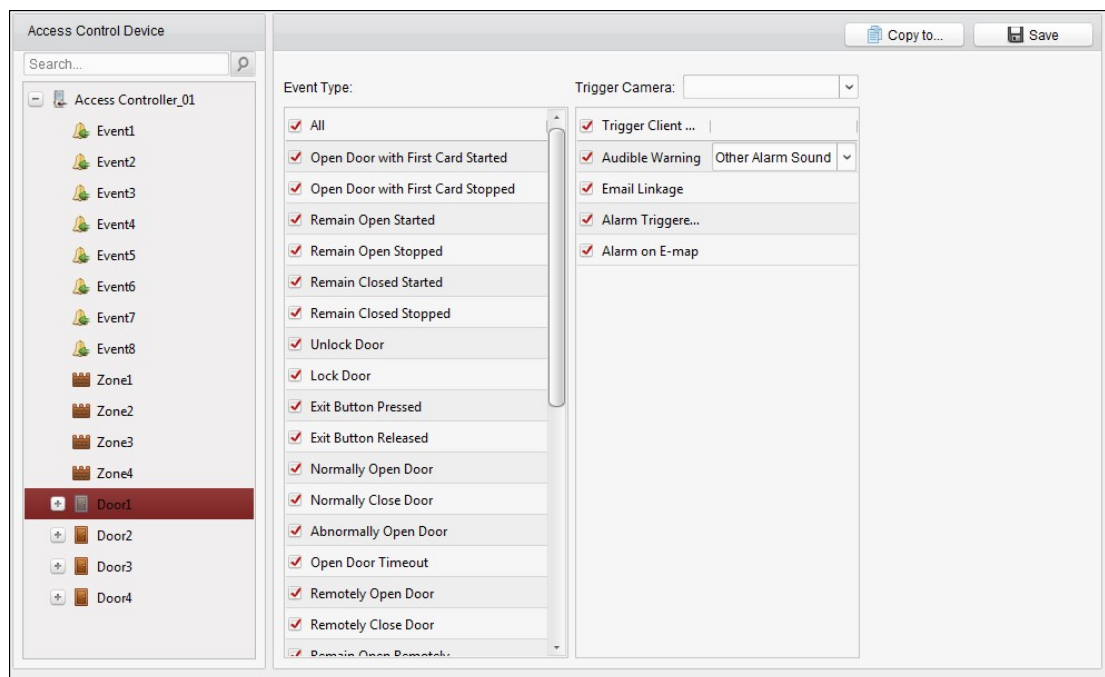 Access Control Device
Copy to...
Save
Search...
Access Controller_01
Event1
Event2
Event3
Event4
Event5
Event6
Event7
Event8
Zone1
Zone2
Zone3
Zone4
Door1
Door2
Door3
Door4
Event Type:
All
Open Door with First Card Started
Open Door with First Card Stopped
Remain Open Started
Remain Open Stopped
Remain Closed Started
Remain Closed Stopped
Unlock Door
Lock Door
Exit Button Pressed
Exit Button Released
Normally Open Door
Normally Close Door
Abnormally Open Door
Open Door Timeout
Remotely Open Door
Remotely Close Door
Remain Open Remotely
Trigger Camera:
Trigger Client ...
Audible Warning Other Alarm Sound
Email Linkage
Alarm Triggere...
Alarm on E-map